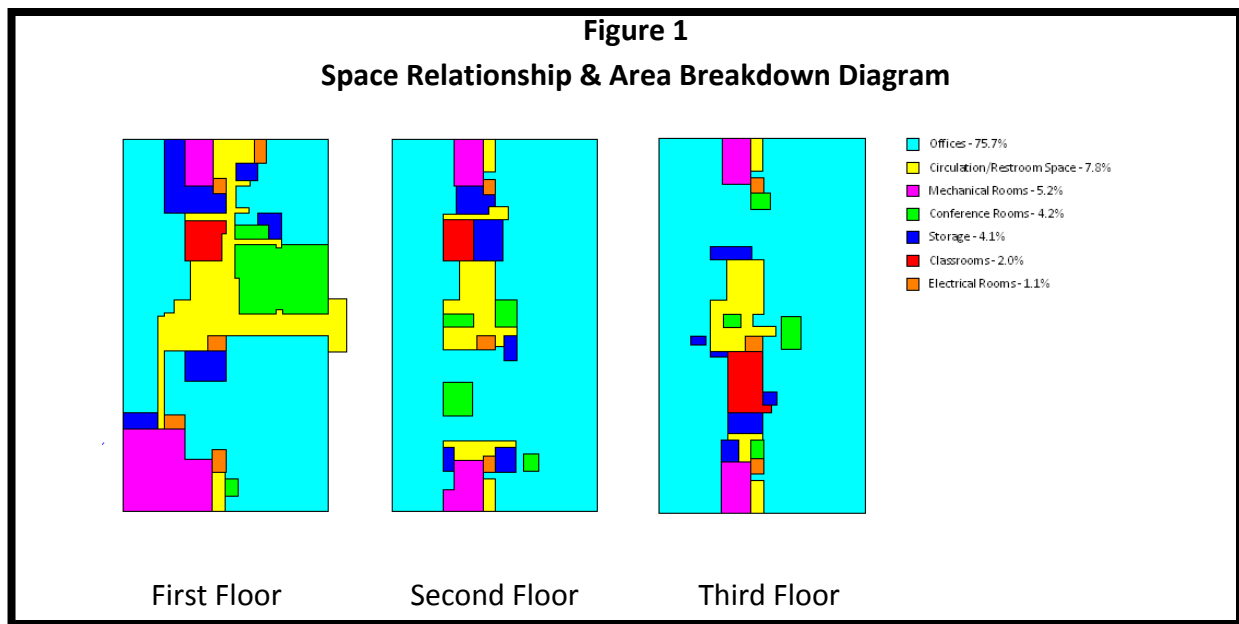 Figure 1
Space Relationship & Area Breakdown Diagram
Offices - 75.7%
Circulation/Restroom Space - 7.8%
Mechanical Rooms - 5.2%
Conference Rooms - 4.2%
Storage - 4.1%
Classrooms - 2.0%
Electrical Rooms - 1.1%
First Floor
Second Floor
Third Floor